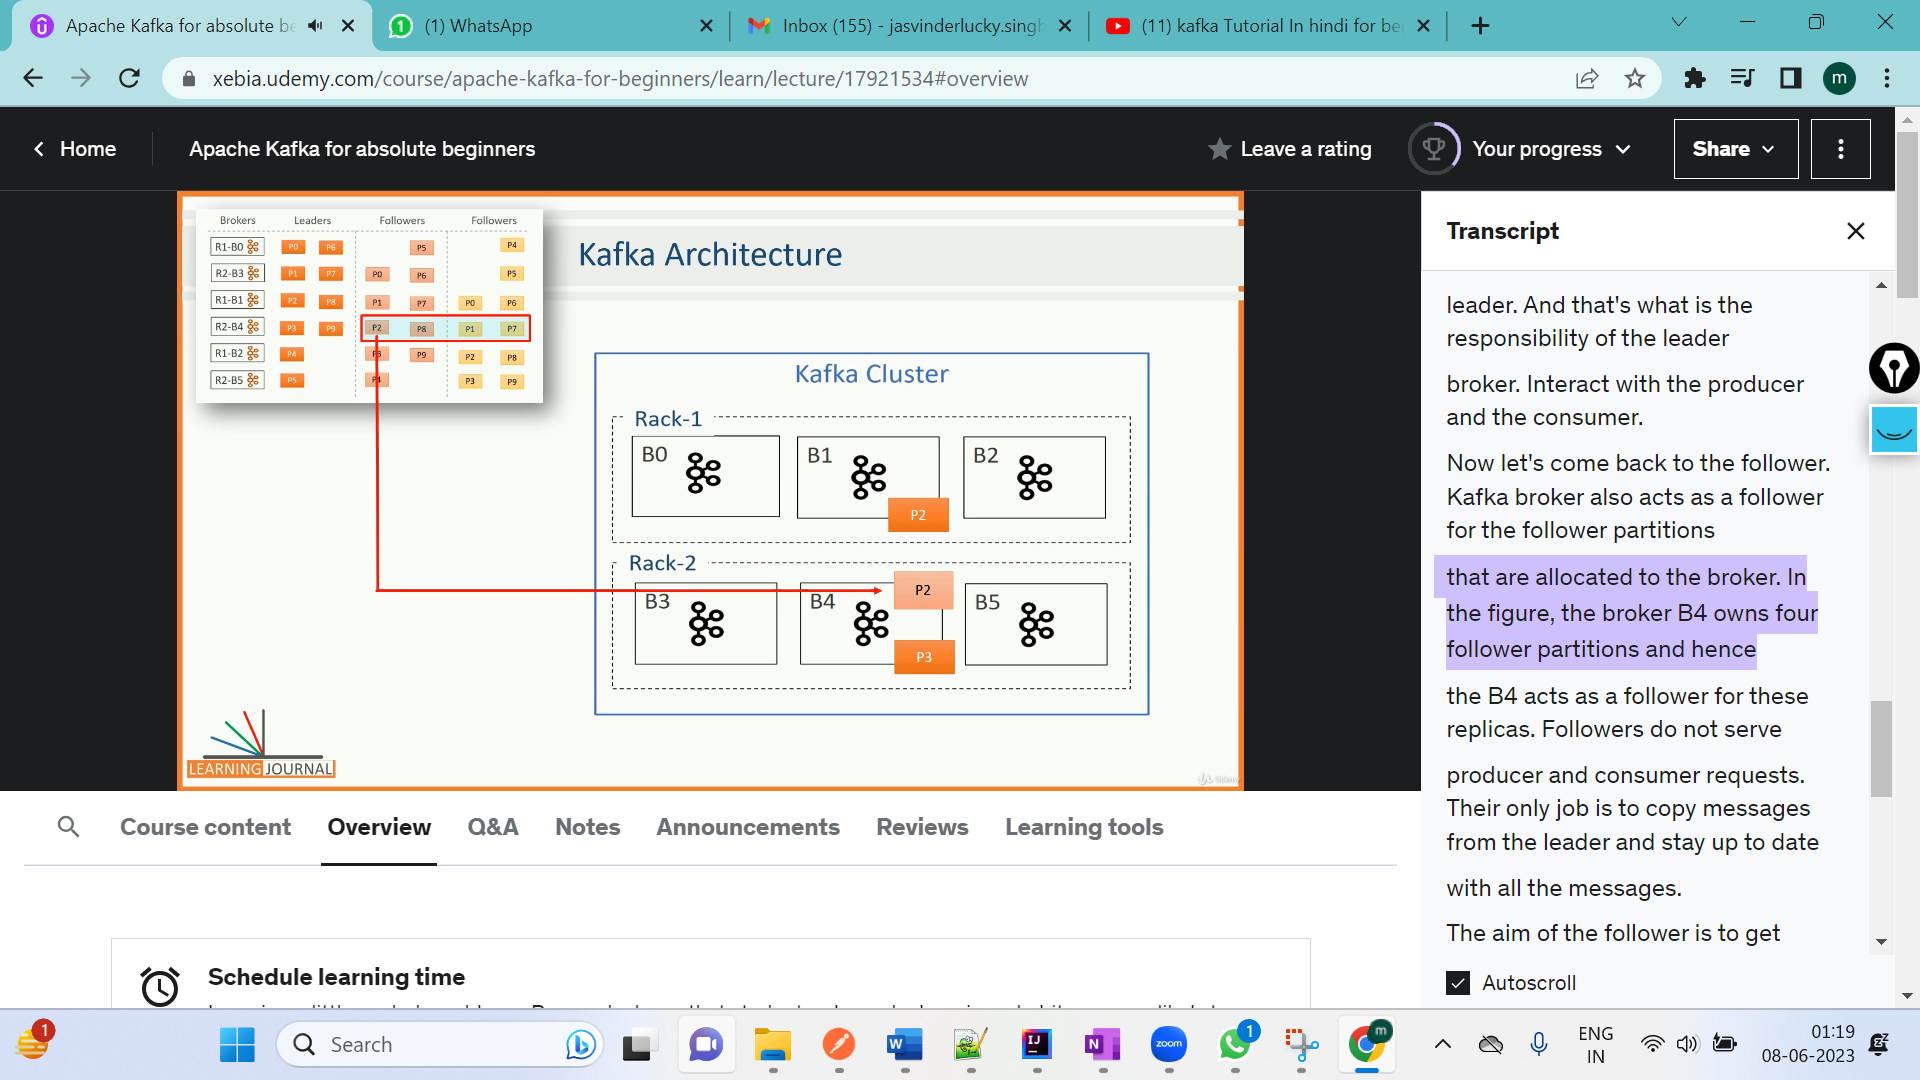 Apache Kafka for absolute be
(1) WhatsApp
Inbox (155) - jasvinderlucky.singh
(11) kafka Tutorial In hindi for be
xebia.udemy.com/course/apache-kafka-for-beginners/learn/lecture/17921534#overview
m
Home
Apache Kafka for absolute beginners
Leave a rating
Your progress
Share
Brokers Leaders Followers Followers
R1-B0 P0 P6 P5 P4
R2-B3 P1 P7 P0 P6 P5
R1-B1 P2 P8 P1 P7 P0 P6
R2-B4 P3 P9 P2 P8 P1 P7
R1-B2 P4 P3 P9 P2 P8
R2-B5 P5 P4 P3 P9
Kafka Architecture
Kafka Cluster
Rack-1
B0
B1
B2
P2
Rack-2
P2
B3
B4
B5
P3
LEARNING JOURNAL
Transcript
leader. And that's what is the
responsibility of the leader
broker. Interact with the producer
and the consumer.
Now let's come back to the follower.
Kafka broker also acts as a follower
for the follower partitions
that are allocated to the broker. In
the figure, the broker B4 owns four
follower partitions and hence
the B4 acts as a follower for these
replicas. Followers do not serve
producer and consumer requests.
Their only job is to copy messages
from the leader and stay up to date
with all the messages.
The aim of the follower is to get
Autoscroll
Course content
Overview
Q&A
Notes
Announcements
Reviews
Learning tools
Schedule learning time
1
Search
W
IJ
N
zoom
1
m
ENG
IN
01:19
08-06-2023